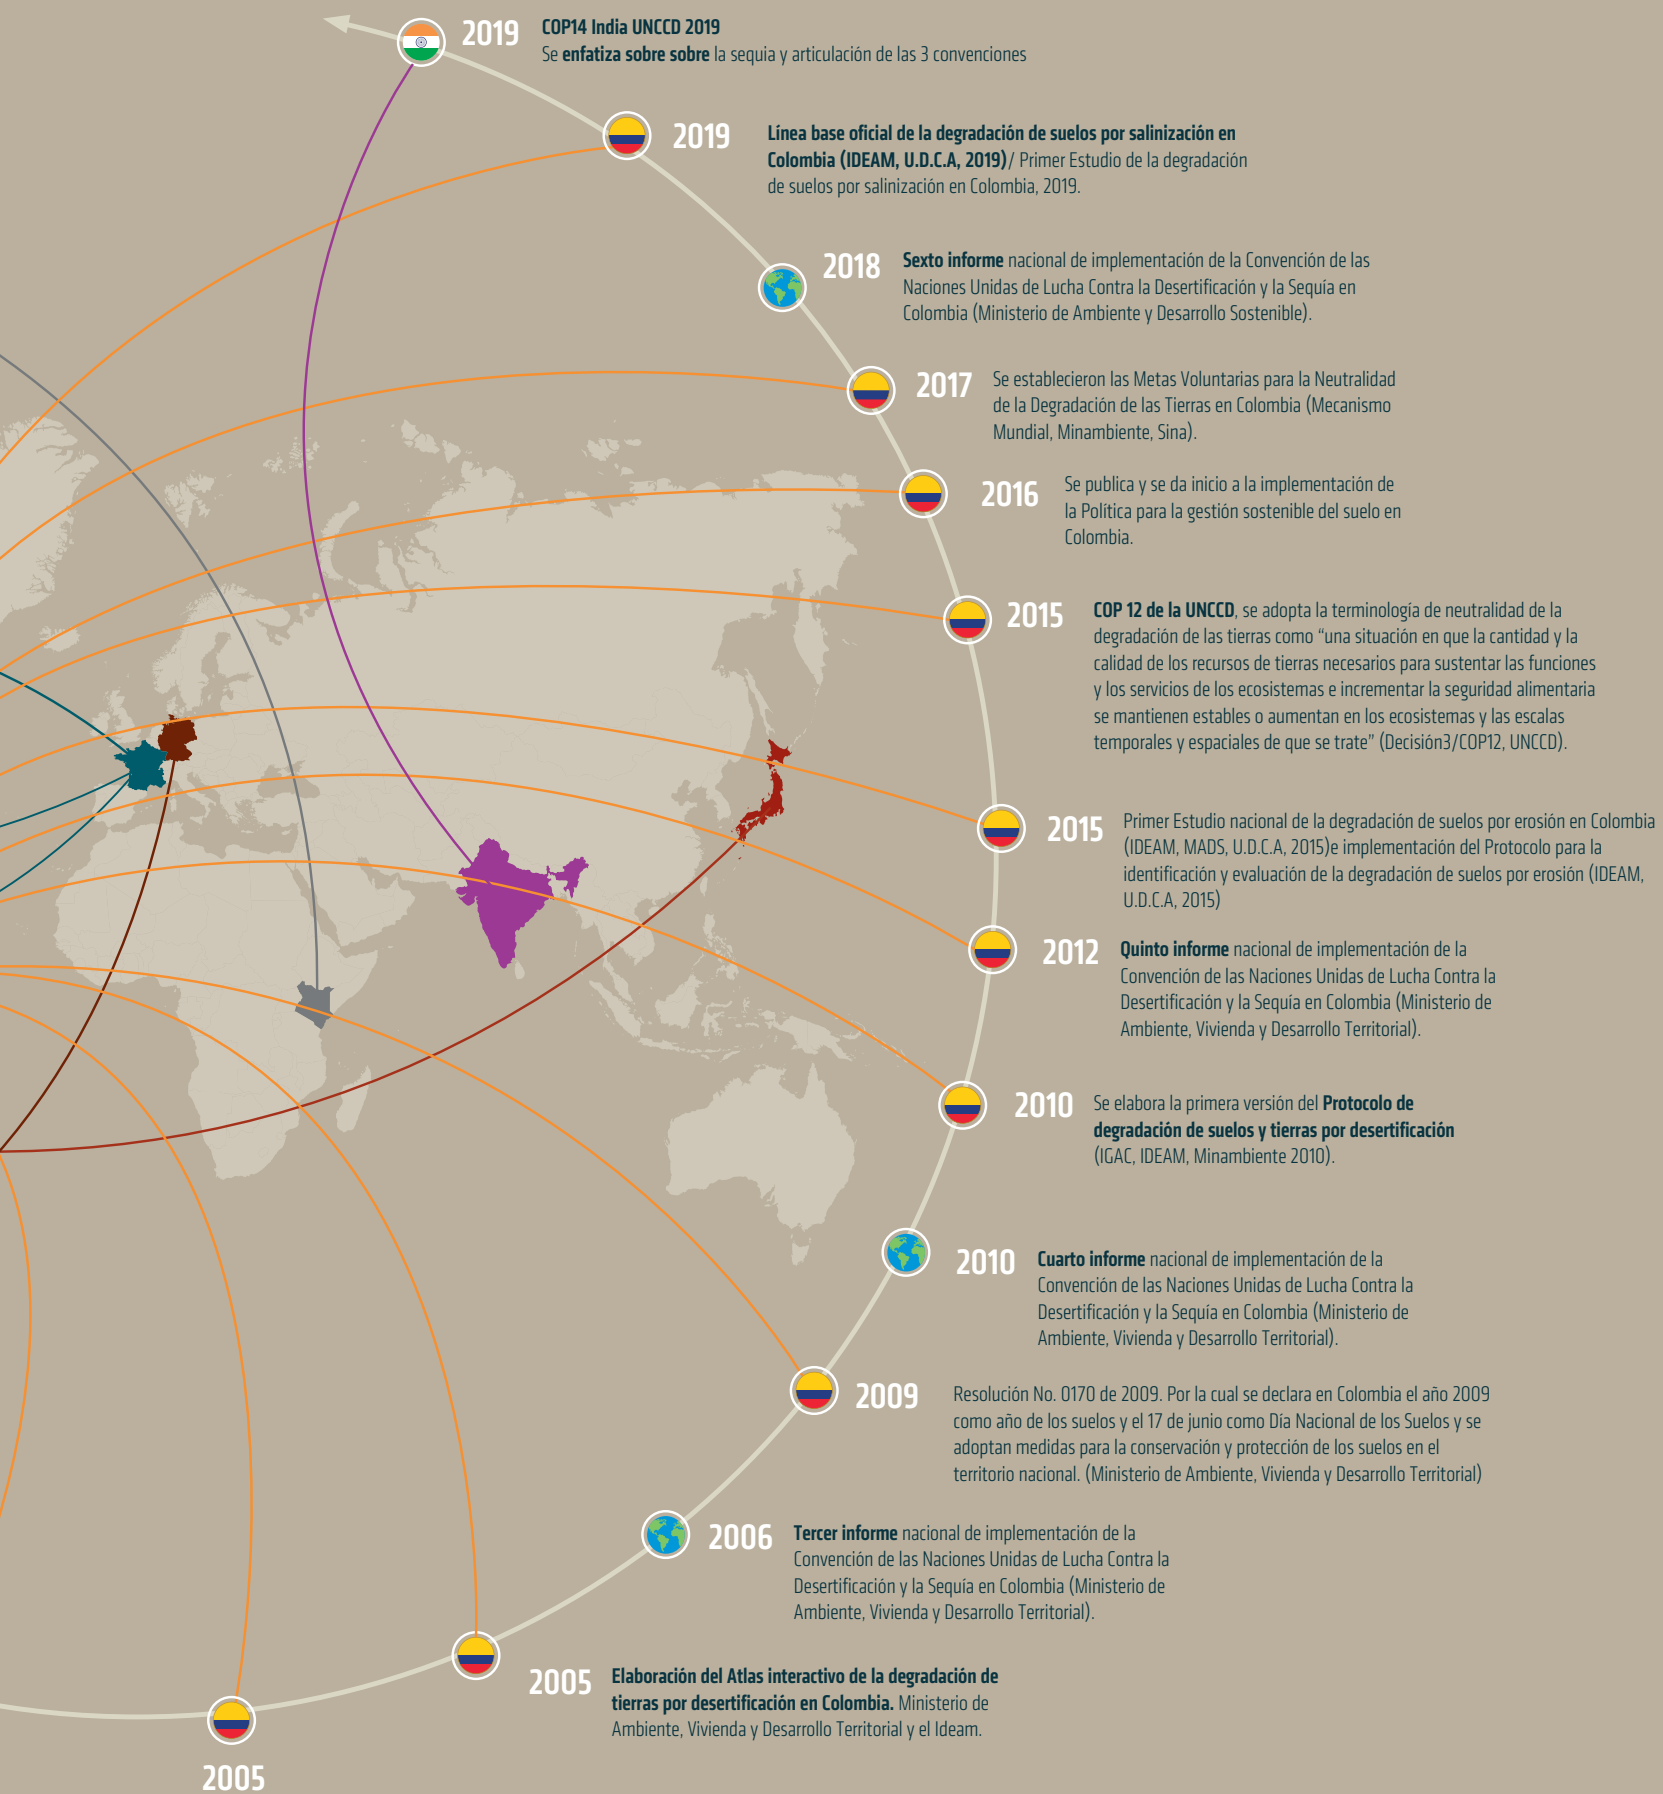 2019
COP14 India UNCCD 2019
Se enfatiza sobre sobre la sequia y articulación de las 3 convenciones
2019
Línea base oficial de la degradación de suelos por salinización en
Colombia (IDEAM, U.D.C.A, 2019)/ Primer Estudio de la degradación
de suelos por salinización en Colombia, 2019.
2018
Sexto informe nacional de implementación de la Convención de las
Naciones Unidas de Lucha Contra la Desertificación y la Sequía en
Colombia (Ministerio de Ambiente y Desarrollo Sostenible).
2017
Se establecieron las Metas Voluntarias para la Neutralidad
de la Degradación de las Tierras en Colombia (Mecanismo
Mundial, Minambiente, Sina).
2016
Se publica y se da inicio a la implementación de
la Política para la gestión sostenible del suelo en
Colombia.
2015
COP 12 de la UNCCD, se adopta la terminología de neutralidad de la
degradación de las tierras como “una situación en que la cantidad y la
calidad de los recursos de tierras necesarios para sustentar las funciones
y los servicios de los ecosistemas e incrementar la seguridad alimentaria
se mantienen estables o aumentan en los ecosistemas y las escalas
temporales y espaciales de que se trate” (Decisión3/COP12, UNCCD).
2015
Primer Estudio nacional de la degradación de suelos por erosión en Colombia
(IDEAM, MADS, U.D.C.A, 2015)e implementación del Protocolo para la
identificación y evaluación de la degradación de suelos por erosión (IDEAM,
U.D.C.A, 2015)
2012
Quinto informe nacional de implementación de la
Convención de las Naciones Unidas de Lucha Contra la
Desertificación y la Sequía en Colombia (Ministerio de
Ambiente, Vivienda y Desarrollo Territorial).
2010
Se elabora la primera versión del Protocolo de
degradación de suelos y tierras por desertificación
(IGAC, IDEAM, Minambiente 2010).
2010
Cuarto informe nacional de implementación de la
Convención de las Naciones Unidas de Lucha Contra la
Desertificación y la Sequía en Colombia (Ministerio de
Ambiente, Vivienda y Desarrollo Territorial).
2009
Resolución No. 0170 de 2009. Por la cual se declara en Colombia el año 2009
como año de los suelos y el 17 de junio como Día Nacional de los Suelos y se
adoptan medidas para la conservación y protección de los suelos en el
territorio nacional. (Ministerio de Ambiente, Vivienda y Desarrollo Territorial)
2006
Tercer informe nacional de implementación de la
Convención de las Naciones Unidas de Lucha Contra la
Desertificación y la Sequía en Colombia (Ministerio de
Ambiente, Vivienda y Desarrollo Territorial).
2005
Elaboración del Atlas interactivo de la degradación de
tierras por desertificación en Colombia. Ministerio de
Ambiente, Vivienda y Desarrollo Territorial y el Ideam.
2005